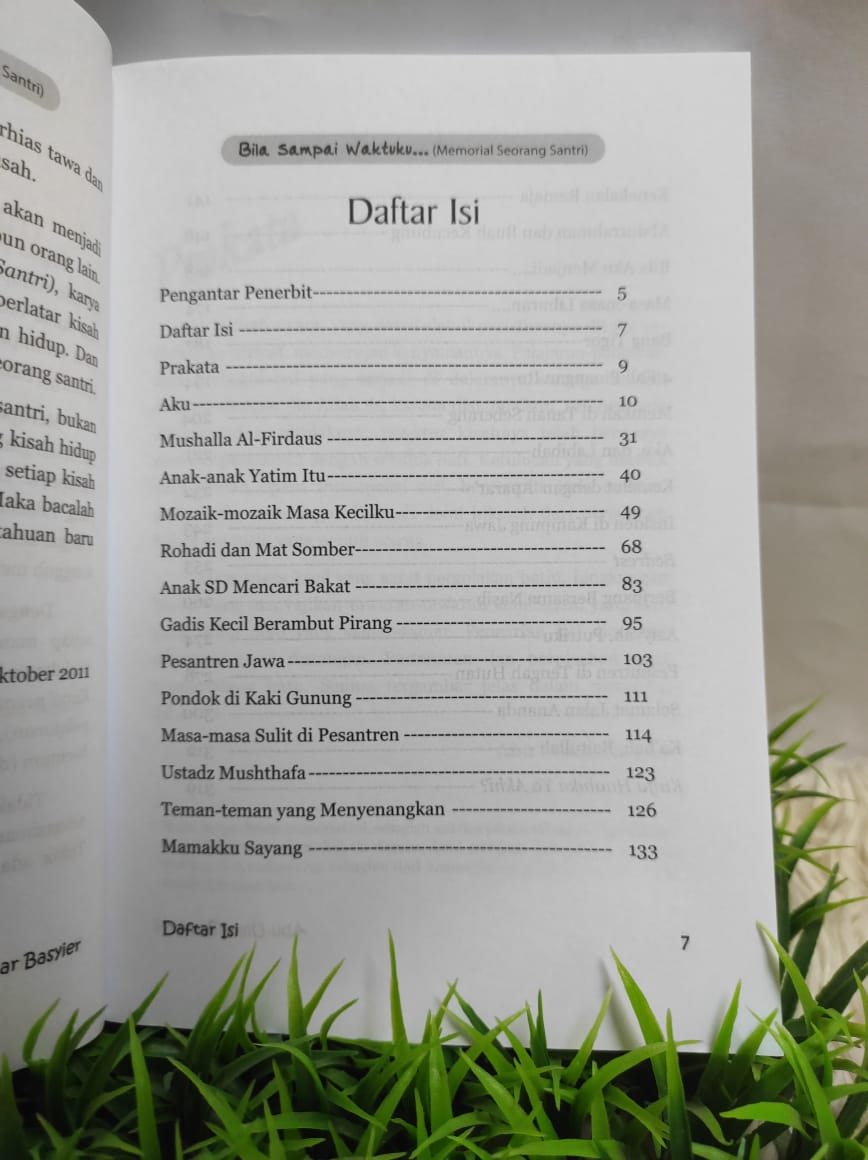 Santri)
rhias tawa dan
sah.
akan menjadi
un orang lain.
Santri), karya
berlatar kisah
n hidup. Dan
eorang santri.
santri, bukan
g kisah hidup
setiap kisah
Maka bacalah
tahuan baru
ktober 2011
ar Basyier
Bila Sampai Waktuku... (Memorial Seorang Santri)
Daftar Isi
Pengantar Penerbit 5
Daftar Isi 7
Prakata 9
Aku 10
Mushalla Al-Firdaus 31
Anak-anak Yatim Itu 40
Mozaik-mozaik Masa Kecilku 49
Rohadi dan Mat Somber 68
Anak SD Mencari Bakat 83
Gadis Kecil Berambut Pirang 95
Pesantren Jawa 103
Pondok di Kaki Gunung 111
Masa-masa Sulit di Pesantren 114
Ustadz Mushthafa 123
Teman-teman yang Menyenangkan 126
Mamakku Sayang 133
Daftar Isi
7